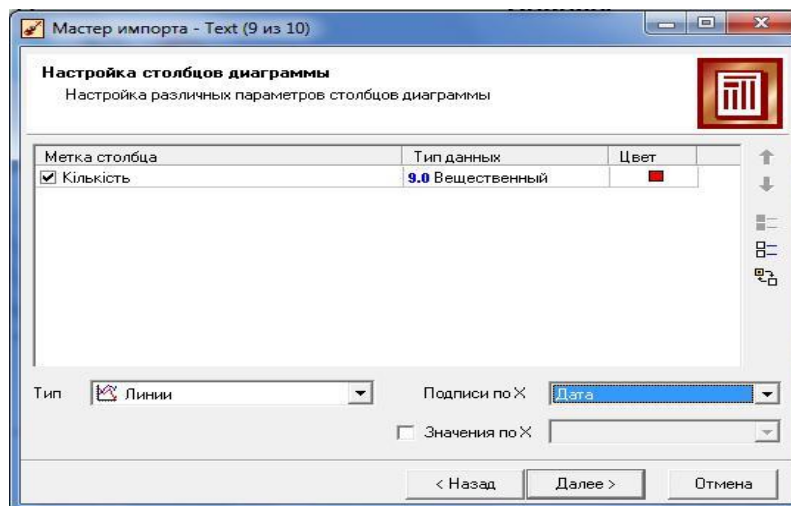 Мастер импорта - Text (9 из 10)
Настройка столбцов диаграммы
Настройка различных параметров столбцов диаграммы
Метка столбца Тип данных Цвет
Кількість 9.0 Вещественный
Тип Линии Подписи по X Дата
Значения по X
< Назад Далее > Отмена